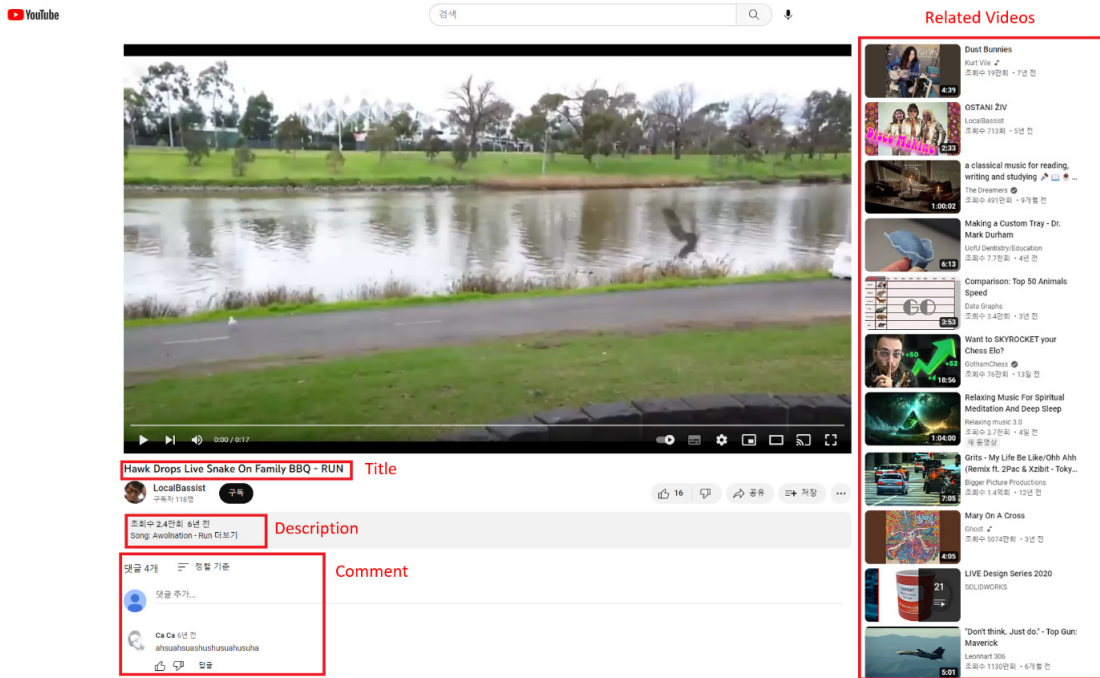 YouTube
검색
Related Videos
Dust Bunnies
Kurt Vile
조회수 19만회 • 7년 전
4:39
OSTANI ŽIV
LocalBassist
조회수 713회 • 5년 전
Disco Making
2:33
a classical music for reading,
writing and studying
...
The Dreamers
조회수 491만회 • 9개월 전
1:00:02
Making a Custom Tray - Dr.
Mark Durham
UofU Dentistry/Education
조회수 7.7천회 • 4년 전
6:13
Comparison: Top 50 Animals
Speed
Data Graphs
조회수 3.4만회 • 3년 전
GO
3:53
Want to SKYROCKET your
Chess Elo?
GothamChess
조회수 76만회 • 13일 전
+50
+52
+4
18:56
Relaxing Music For Spiritual
Meditation And Deep Sleep
Relaxing music 3.0
조회수 3.7천회 • 4일 전
새 동영상
1:04:00
Grits - My Life Be Like/Ohh Ahh
(Remix ft. 2Pac & Xzibit - Toky...
Bigger Picture Productions
조회수 1.4억회 • 12년 전
7:05
Mary On A Cross
Ghost
조회수 5074만회 • 3년 전
4:05
LIVE Design Series 2020
SOLIDWORKS
21
"Don't think. Just do." - Top Gun:
Maverick
Leonhart 306
조회수 1130만회 • 6개월 전
5:01
0:00 / 0:17
Hawk Drops Live Snake On Family BBQ - RUN
Title
LocalBassist
구독자 118명
구독
16
공유
저장
...
조회수 2.4만회 6년 전
Song: Awolnation - Run 더보기
Description
댓글 4개
정렬 기준
Comment
댓글 추가...
Ca Ca 6년 전
ahsuahsuashushusuahusuha
답글